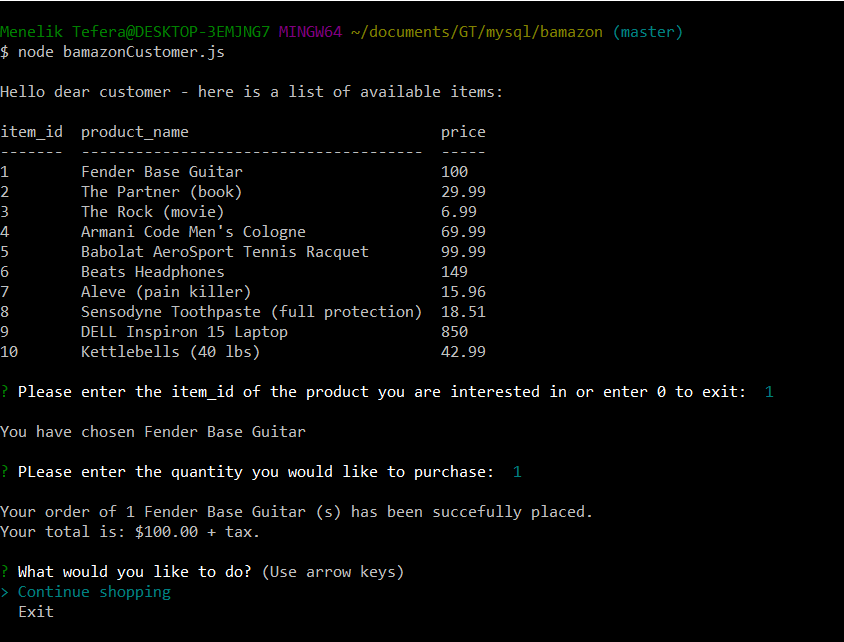 Menelik Tefera@DESKTOP-3EMJNG7 MINGW64 ~/documents/GT/mysql/bamazon (master)
$ node bamazonCustomer.js
Hello dear customer - here is a list of available items:
item_id  product_name                            price
-------  --------------------------------------  -----
1        Fender Base Guitar                      100
2        The Partner (book)                      29.99
3        The Rock (movie)                        6.99
4        Armani Code Men's Cologne               69.99
5        Babolat AeroSport Tennis Racquet        99.99
6        Beats Headphones                        149
7        Aleve (pain killer)                     15.96
8        Sensodyne Toothpaste (full protection)  18.51
9        DELL Inspiron 15 Laptop                 850
10       Kettlebells (40 lbs)                    42.99
? Please enter the item_id of the product you are interested in or enter 0 to exit:  1
You have chosen Fender Base Guitar
? PLease enter the quantity you would like to purchase:  1
Your order of 1 Fender Base Guitar (s) has been succefully placed.
Your total is: $100.00 + tax.
? What would you like to do? (Use arrow keys)
> Continue shopping
  Exit